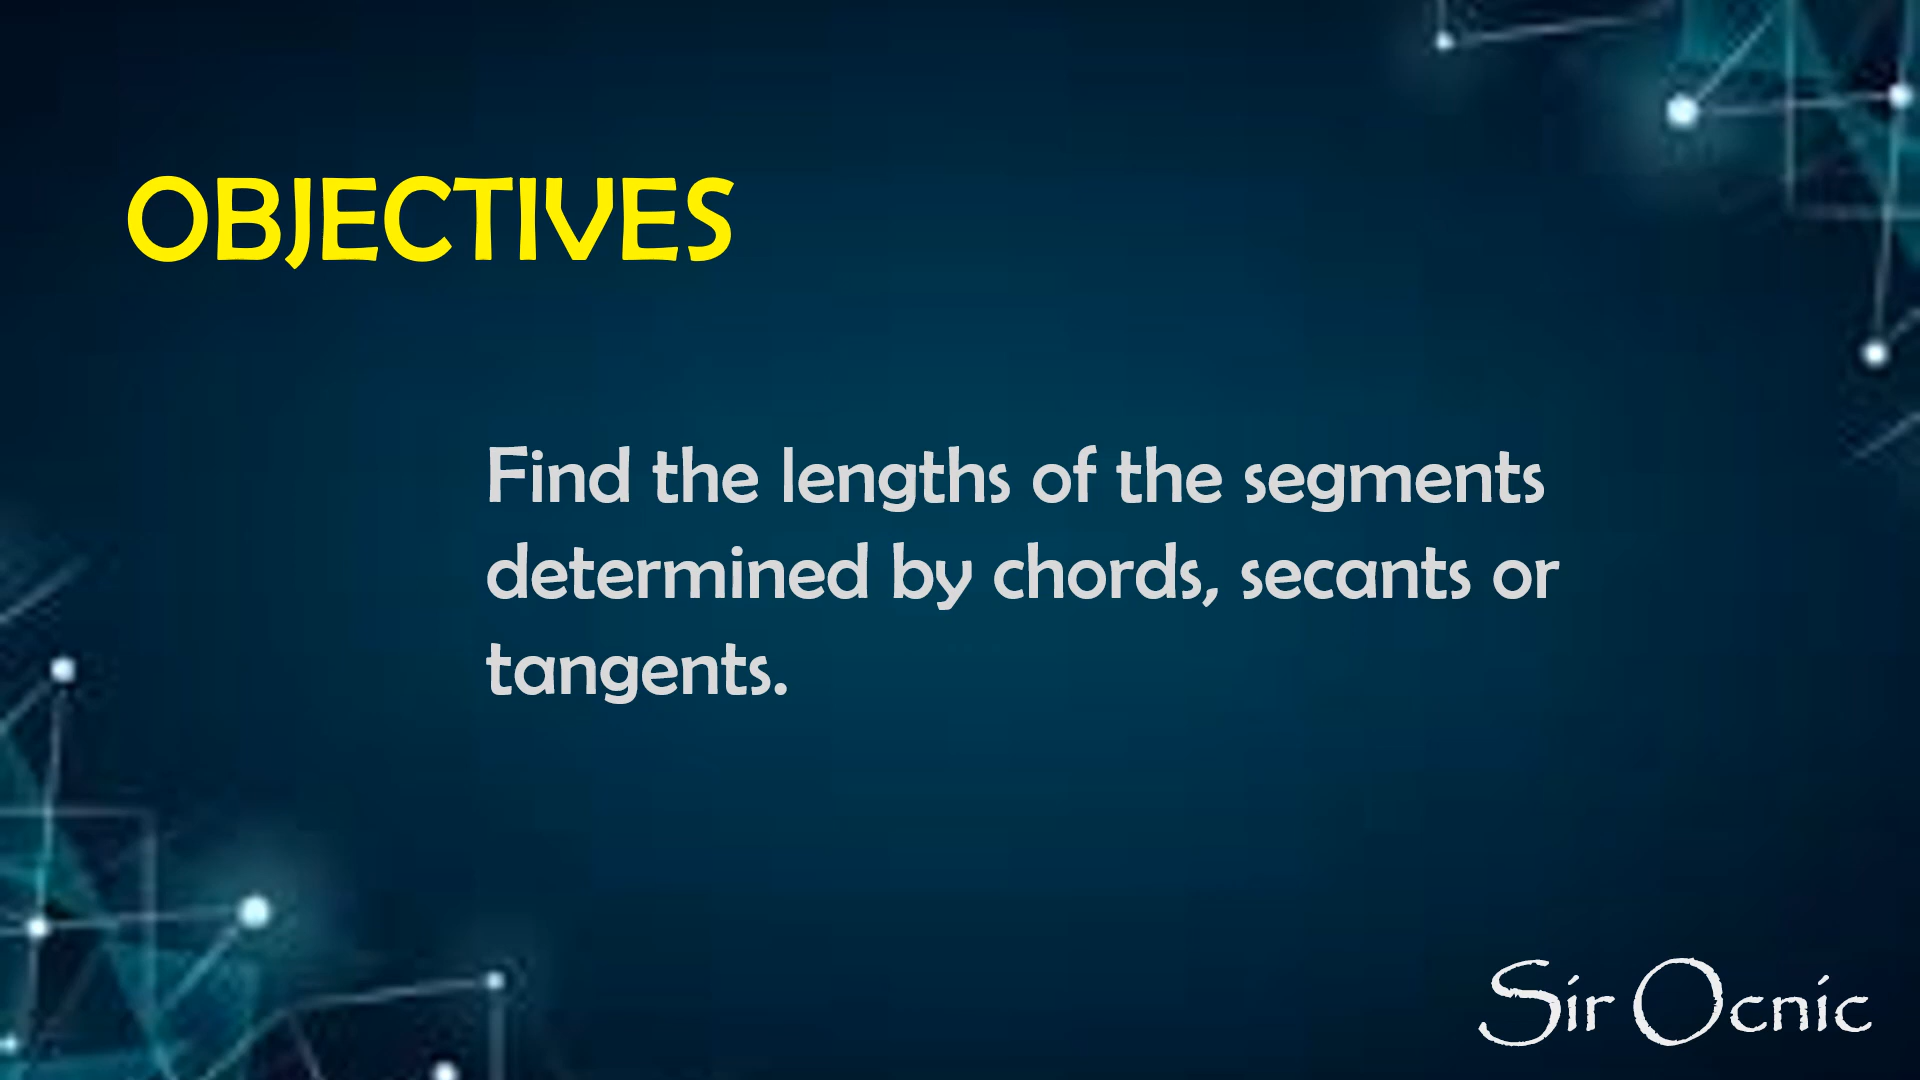 OBJECTIVES
Find the lengths of the segments
determined by chords, secants or
tangents.
Sir Ocnic